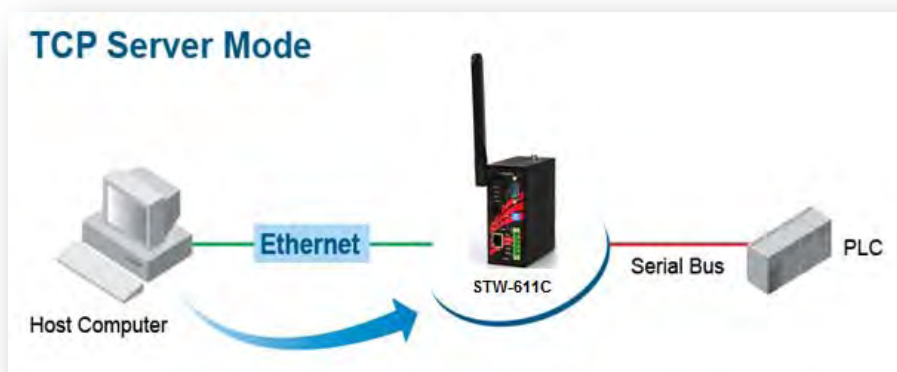 TCP Server Mode
Ethernet
STW-611C
Serial Bus
PLC
Host Computer